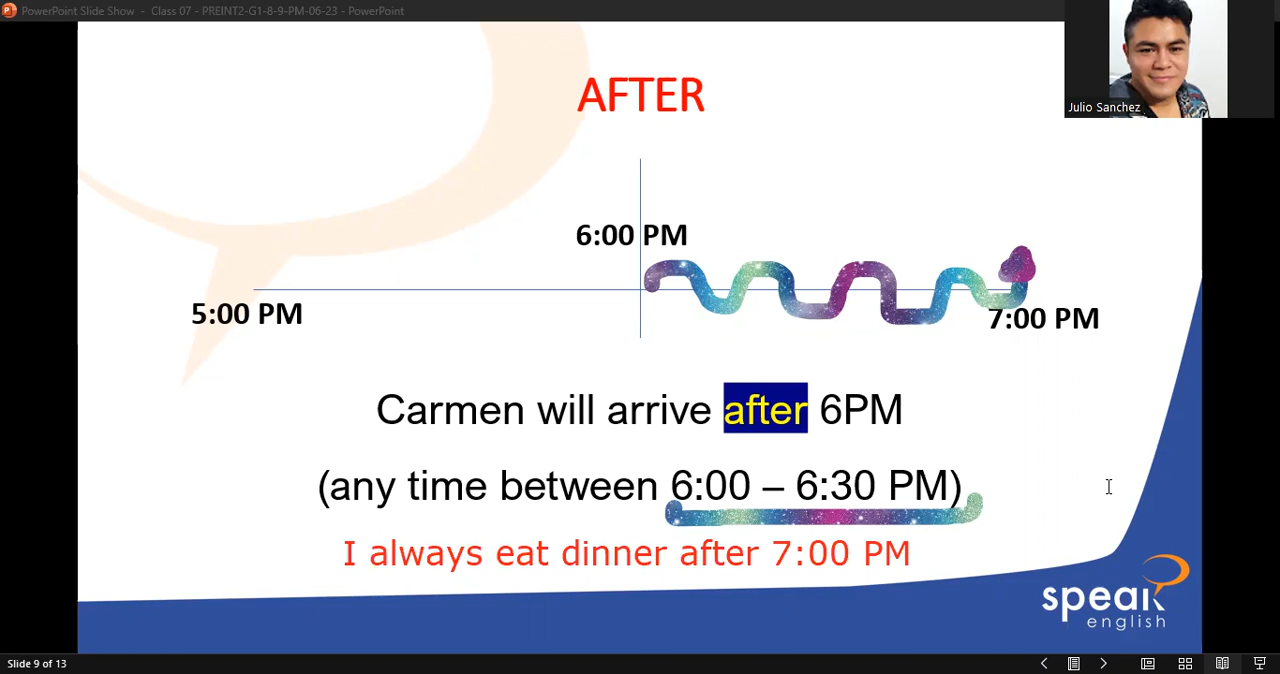 PowerPoint Slide Show - Class 07 - PREINT2-G1-8-9-PM-06-23 - PowerPoint
Julio Sanchez
AFTER
6:00 PM
5:00 PM
7:00 PM
Carmen will arrive after 6PM
(any time between 6:00 – 6:30 PM)
I always eat dinner after 7:00 PM
speak
english
Slide 9 of 13